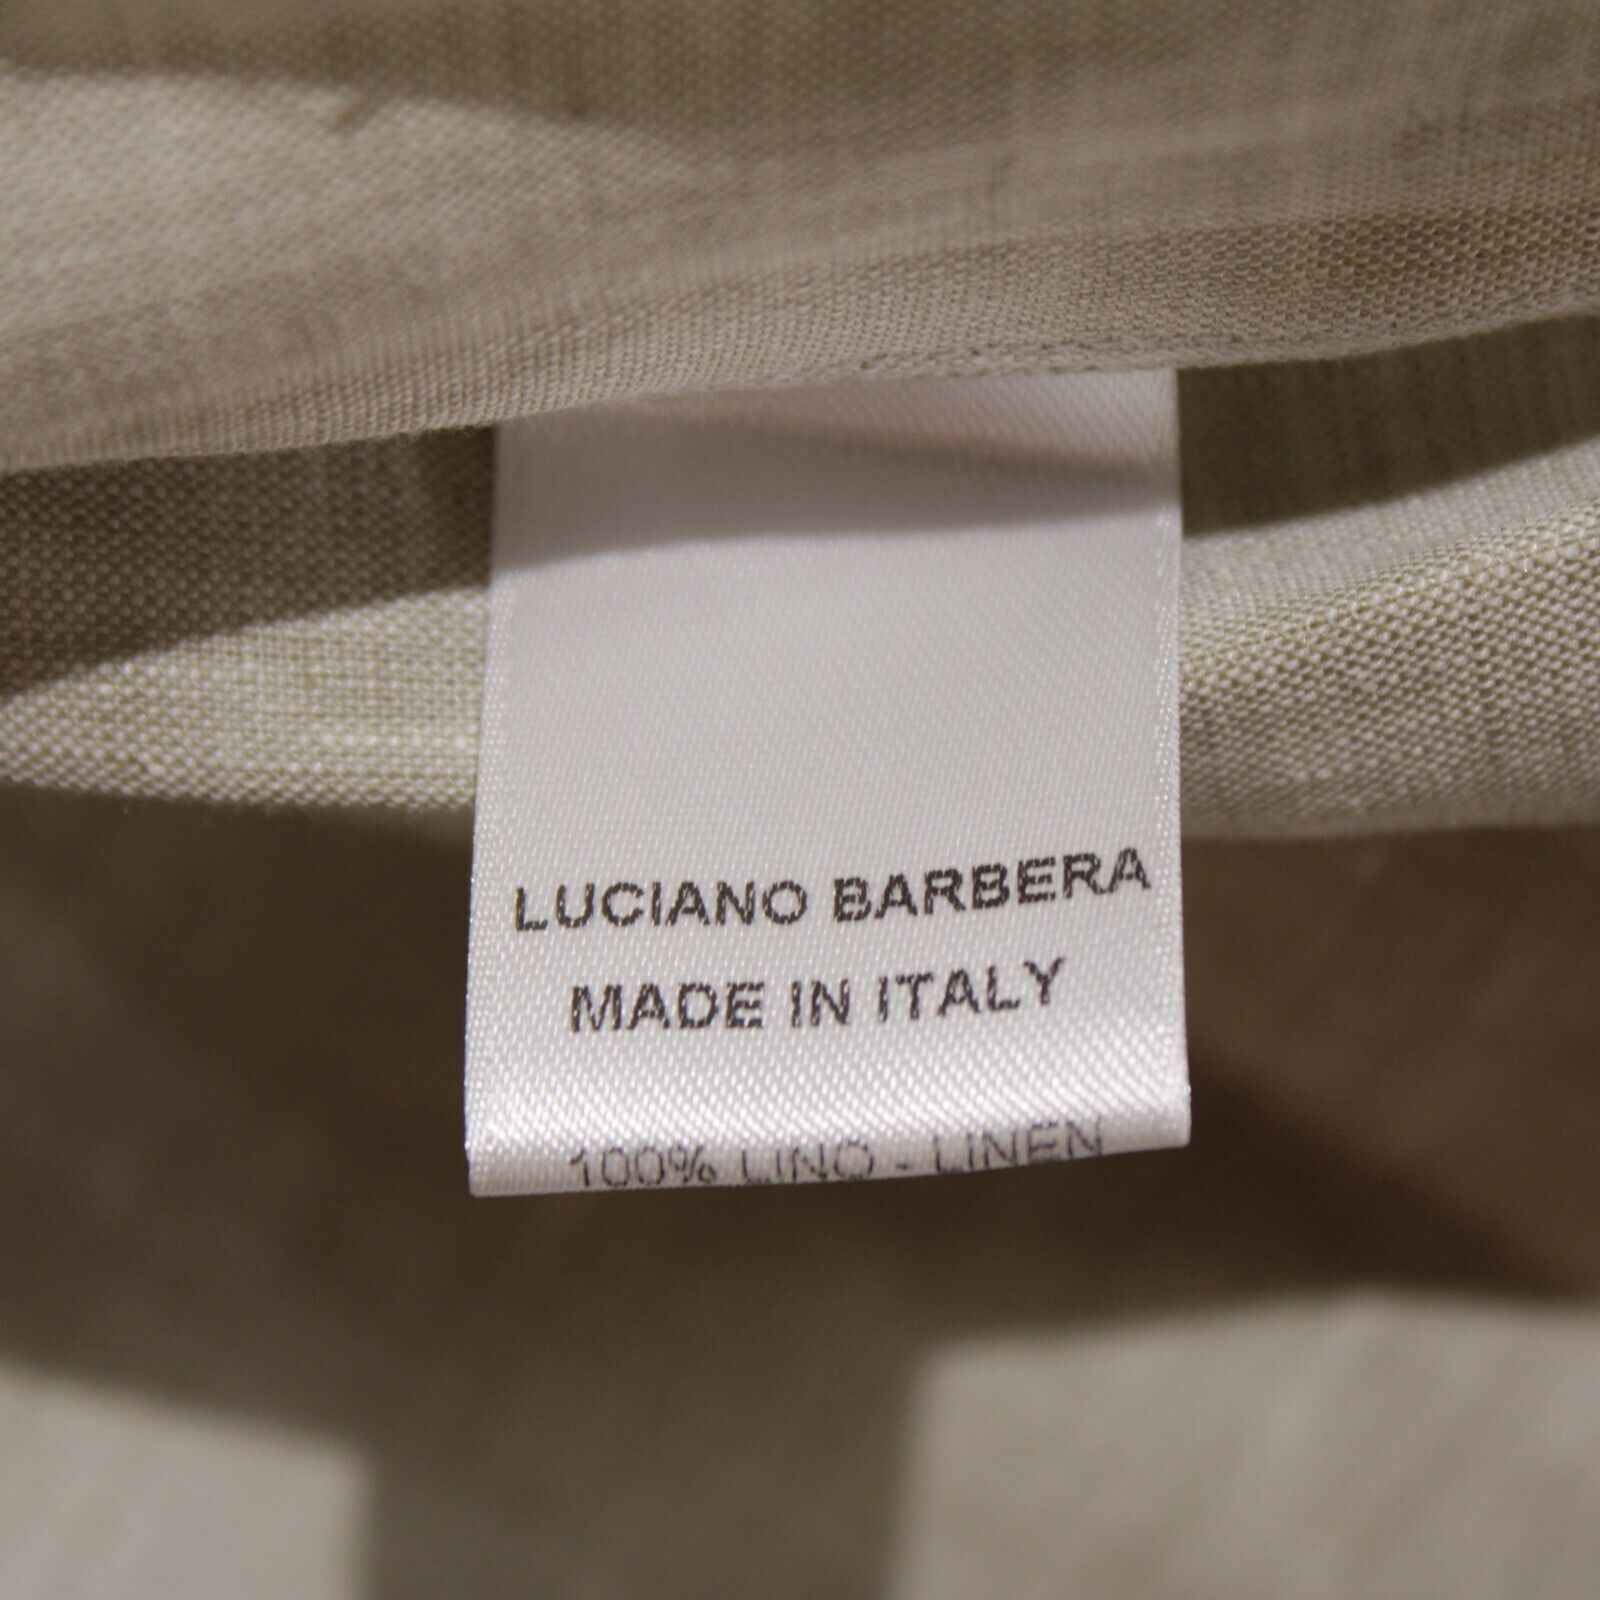 LUCIANO BARBERA
MADE IN ITALY
100% LINO - LINEN